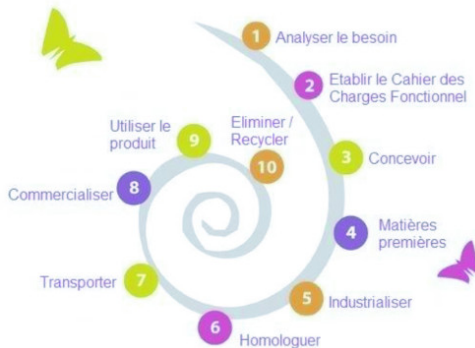 1 Analyser le besoin
2 Etablir le Cahier des
Charges Fonctionnel
3 Concevoir
4 Matières
premières
5 Industrialiser
6 Homologuer
7 Transporter
8 Commercialiser
9 Utiliser le
produit
10 Eliminer /
Recycler